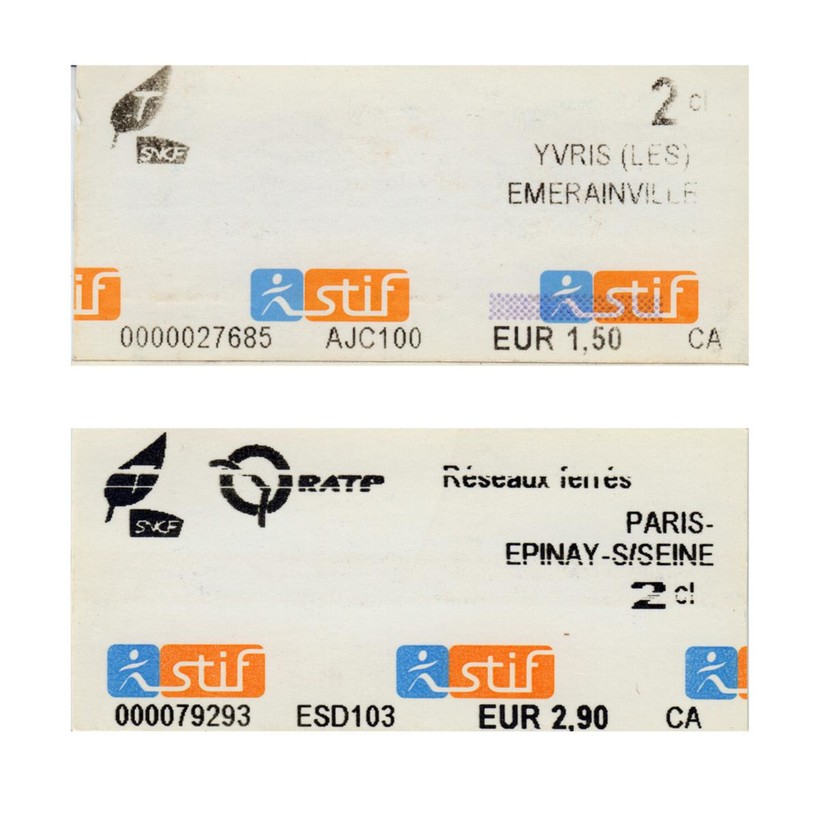 T
2 cl
SNCF
YVRIS (LES)
EMERAINVILLE
stif stif stif
0000027685 AJC100 EUR 1,50 CA
T
RATP Réseaux ferrés
SNCF
PARIS-
EPINAY-S/SEINE
2 cl
stif stif
000079293 ESD103 EUR 2,90 CA